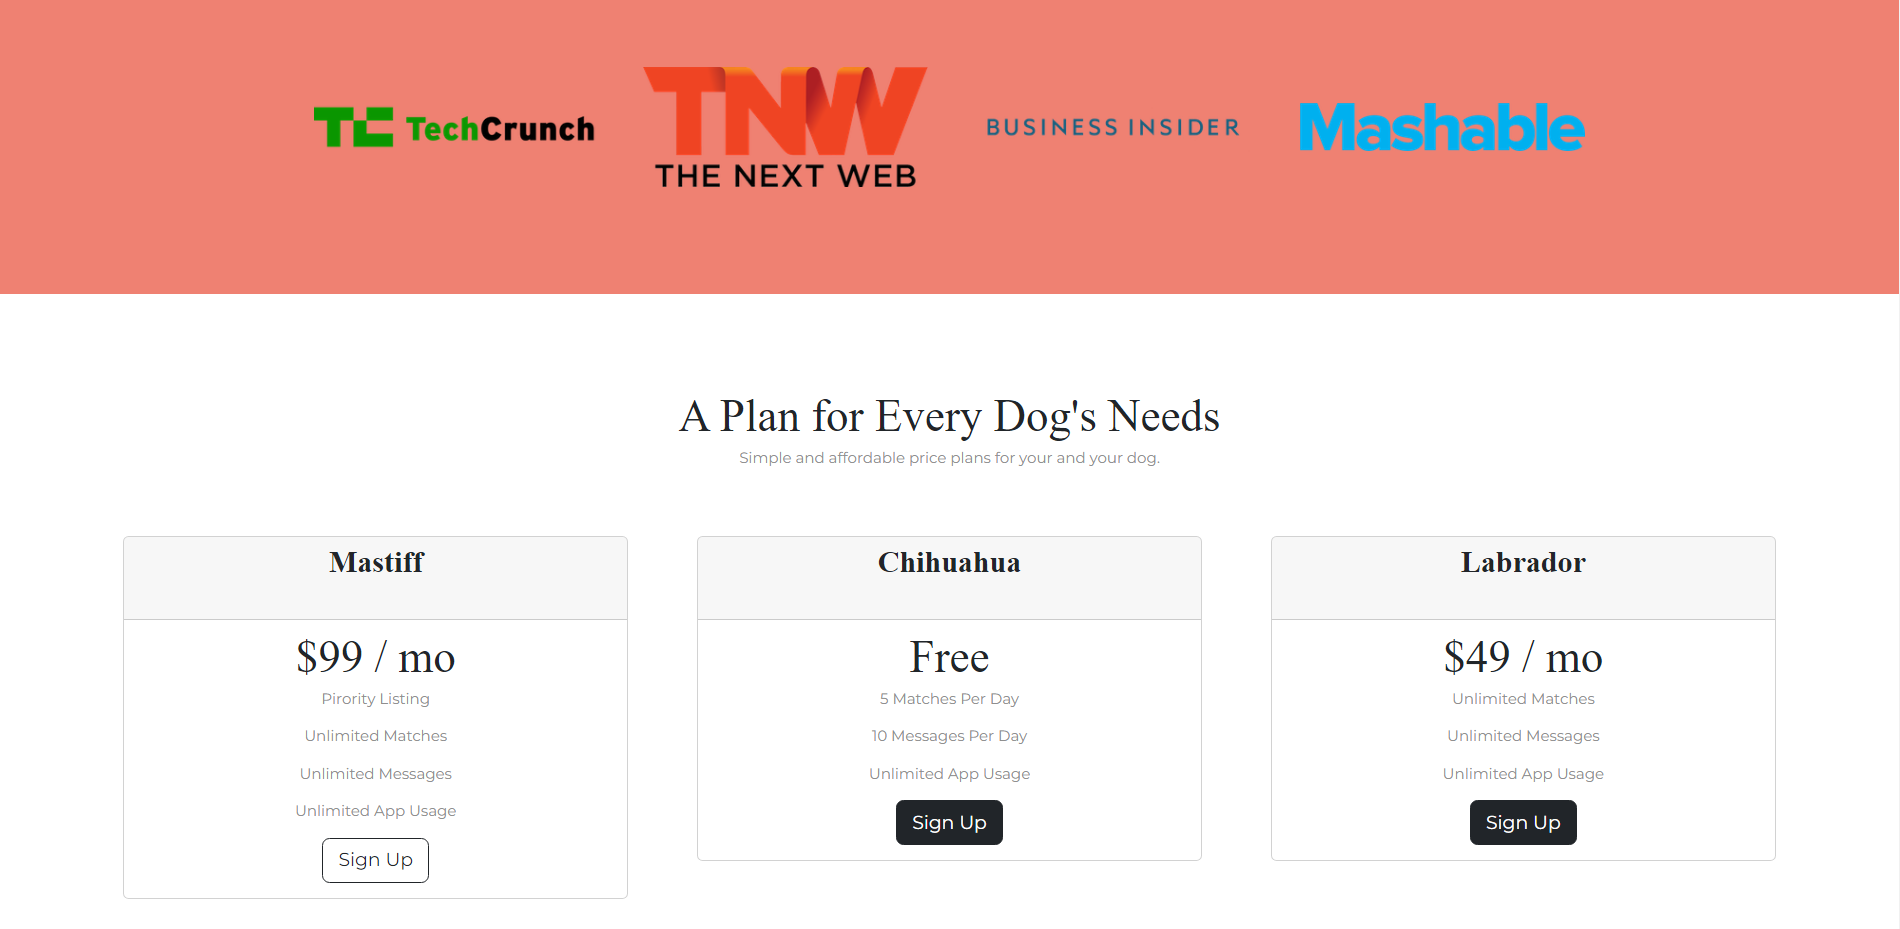 TC TechCrunch
TNW
THE NEXT WEB
BUSINESS INSIDER
Mashable
A Plan for Every Dog's Needs
Simple and affordable price plans for your and your dog.
Mastiff
$99 / mo
Pirority Listing
Unlimited Matches
Unlimited Messages
Unlimited App Usage
Sign Up
Chihuahua
Free
5 Matches Per Day
10 Messages Per Day
Unlimited App Usage
Sign Up
Labrador
$49 / mo
Unlimited Matches
Unlimited Messages
Unlimited App Usage
Sign Up